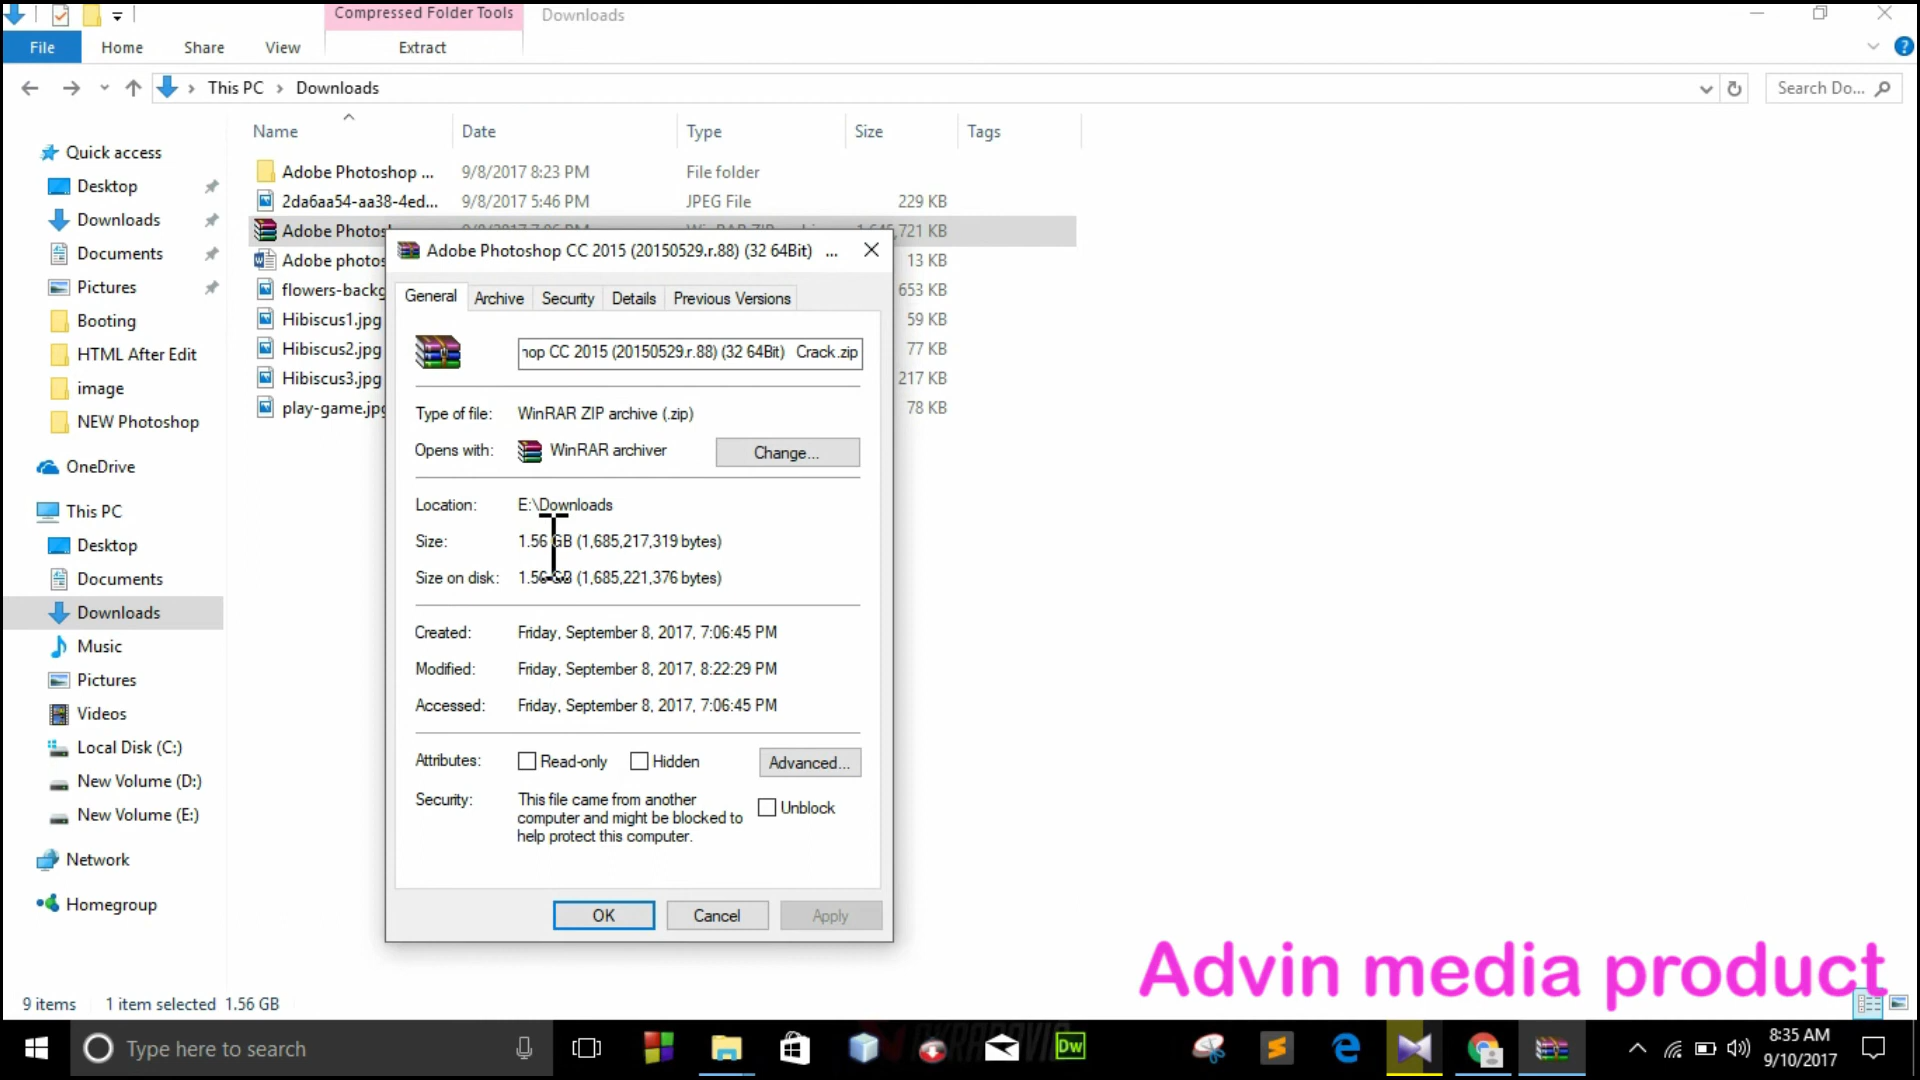 Compressed Folder Tools Downloads
File Home Share View Extract
This PC Downloads Search Do...
Name Date Type Size Tags
Quick access
Desktop
Downloads
Documents
Pictures
Booting
HTML After Edit
image
NEW Photoshop
OneDrive
This PC
Desktop
Documents
Downloads
Music
Pictures
Videos
Local Disk (C:)
New Volume (D:)
New Volume (E:)
Network
Homegroup
Adobe Photoshop ... 9/8/2017 8:23 PM File folder
2da6aa54-aa38-4ed... 9/8/2017 5:46 PM JPEG File 229 KB
Adobe Photos 721 KB
Adobe photos 13 KB
flowers-backg 653 KB
Hibiscus1.jpg 59 KB
Hibiscus2.jpg 77 KB
Hibiscus3.jpg 217 KB
play-game.jpg 78 KB
Adobe Photoshop CC 2015 (20150529.r.88) (32 64Bit) ...
General Archive Security Details Previous Versions
hop CC 2015 (20150529.r.88) (32 64Bit) Crack.zip
Type of file: WinRAR ZIP archive (.zip)
Opens with: WinRAR archiver Change...
Location: E:\Downloads
Size: 1.56 GB (1,685,217,319 bytes)
Size on disk: 1.56 GB (1,685,221,376 bytes)
Created: Friday, September 8, 2017, 7:06:45 PM
Modified: Friday, September 8, 2017, 8:22:29 PM
Accessed: Friday, September 8, 2017, 7:06:45 PM
Attributes: Read-only Hidden Advanced...
Security: This file came from another
computer and might be blocked to
help protect this computer.
Unblock
OK Cancel Apply
Advin media product
9 items 1 item selected 1.56 GB
Type here to search
Dw
8:35 AM
9/10/2017